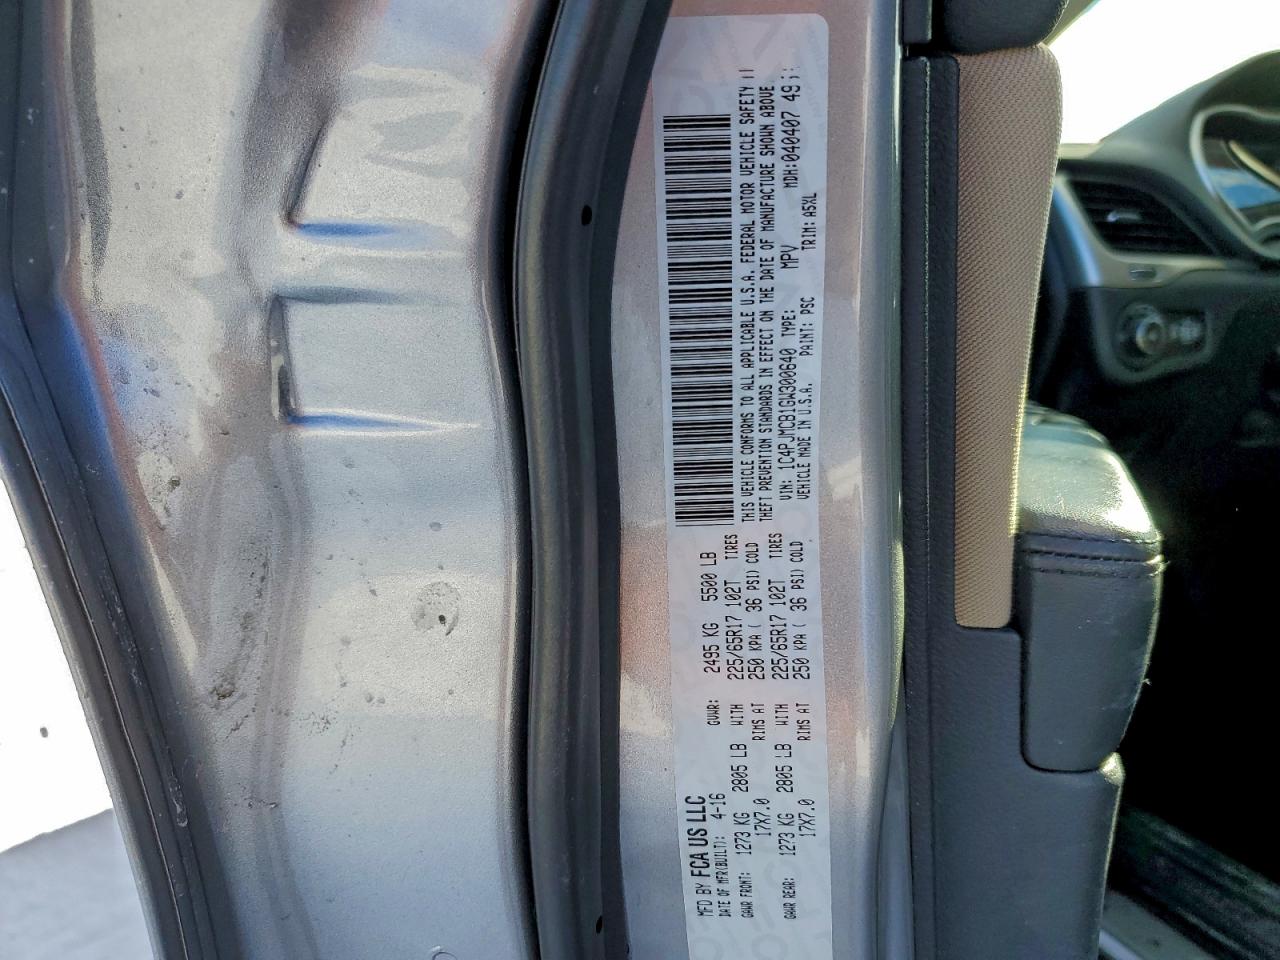 MFD BY FCA US LLC
DATE OF MFR(BUILT): 4-16 GVWR: 2495 KG 5500 LB
GAWR FRONT: 1273 KG 2805 LB WITH 225/65R17 102T TIRES
17X7.0 RIMS AT 250 KPA ( 36 PSI) COLD
GAWR REAR: 1273 KG 2805 LB WITH 225/65R17 102T TIRES
17X7.0 RIMS AT 250 KPA ( 36 PSI) COLD
THIS VEHICLE CONFORMS TO ALL APPLICABLE U.S.A. FEDERAL MOTOR VEHICLE SAFETY
THEFT PREVENTION STANDARDS IN EFFECT ON THE DATE OF MANUFACTURE SHOWN ABOVE.
VIN: 1C4PJMCB1GW300640 TYPE: MPV MDH:040407 49
VEHICLE MADE IN U.S.A. PAINT: PSC TRIM: A5XL